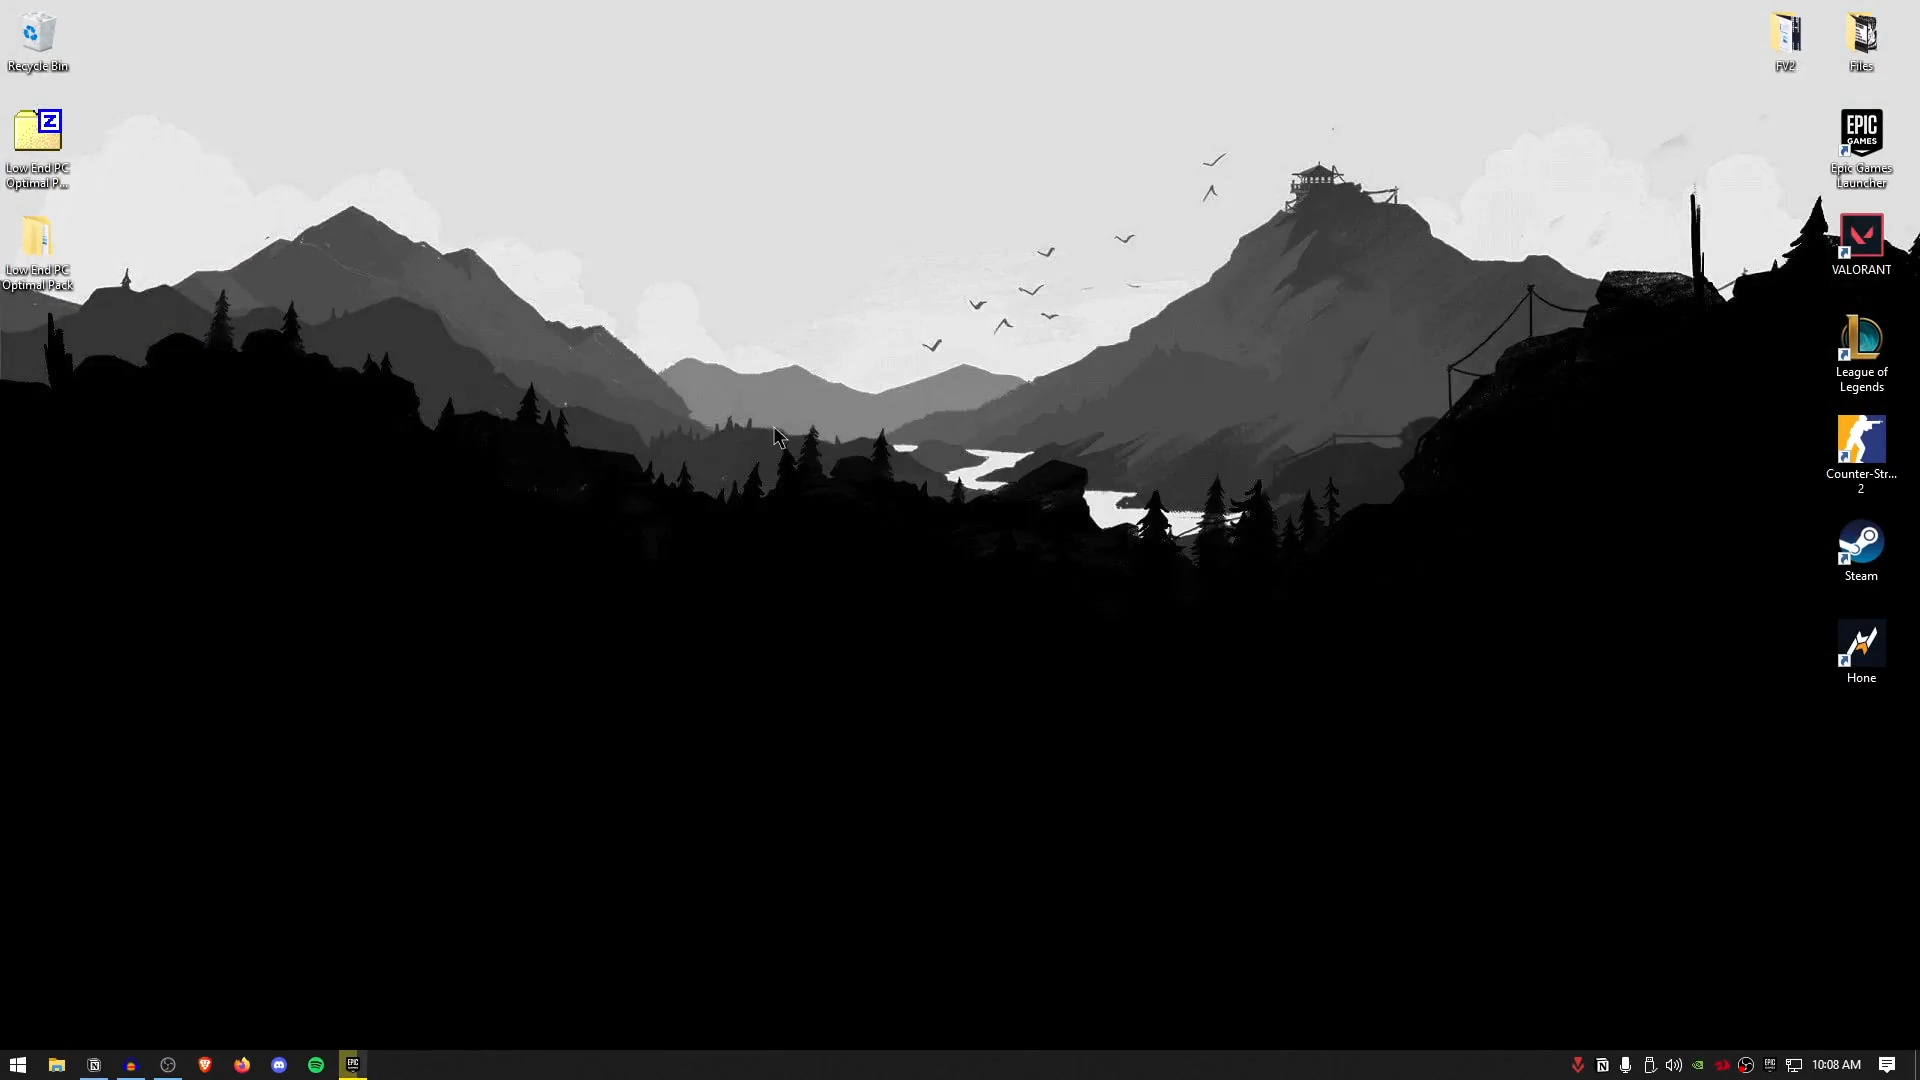 Recycle Bin
Low End PC
Optimal P...
Low End PC
Optimal Pack
FV2
Files
EPIC
GAMES
Epic Games
Launcher
VALORANT
League of
Legends
Counter-Str...
2
Steam
Hone
10:08 AM